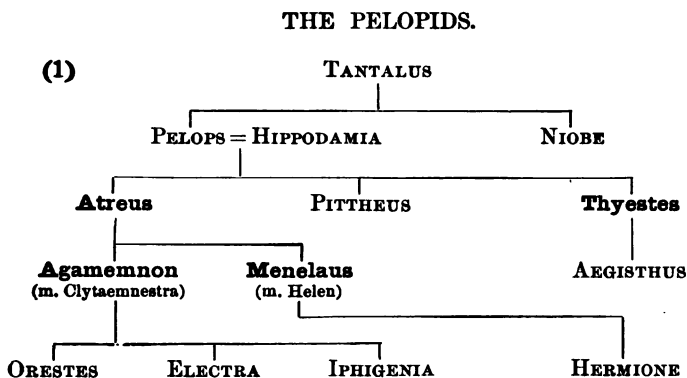 THE PELOPIDS.
(1)
TANTALUS
PELOPS = HIPPODAMIA NIOBE
Atreus PITTHEUS Thyestes
Agamemnon Menelaus AEGISTHUS
(m. Clytaemnestra) (m. Helen)
ORESTES ELECTRA IPHIGENIA HERMIONE